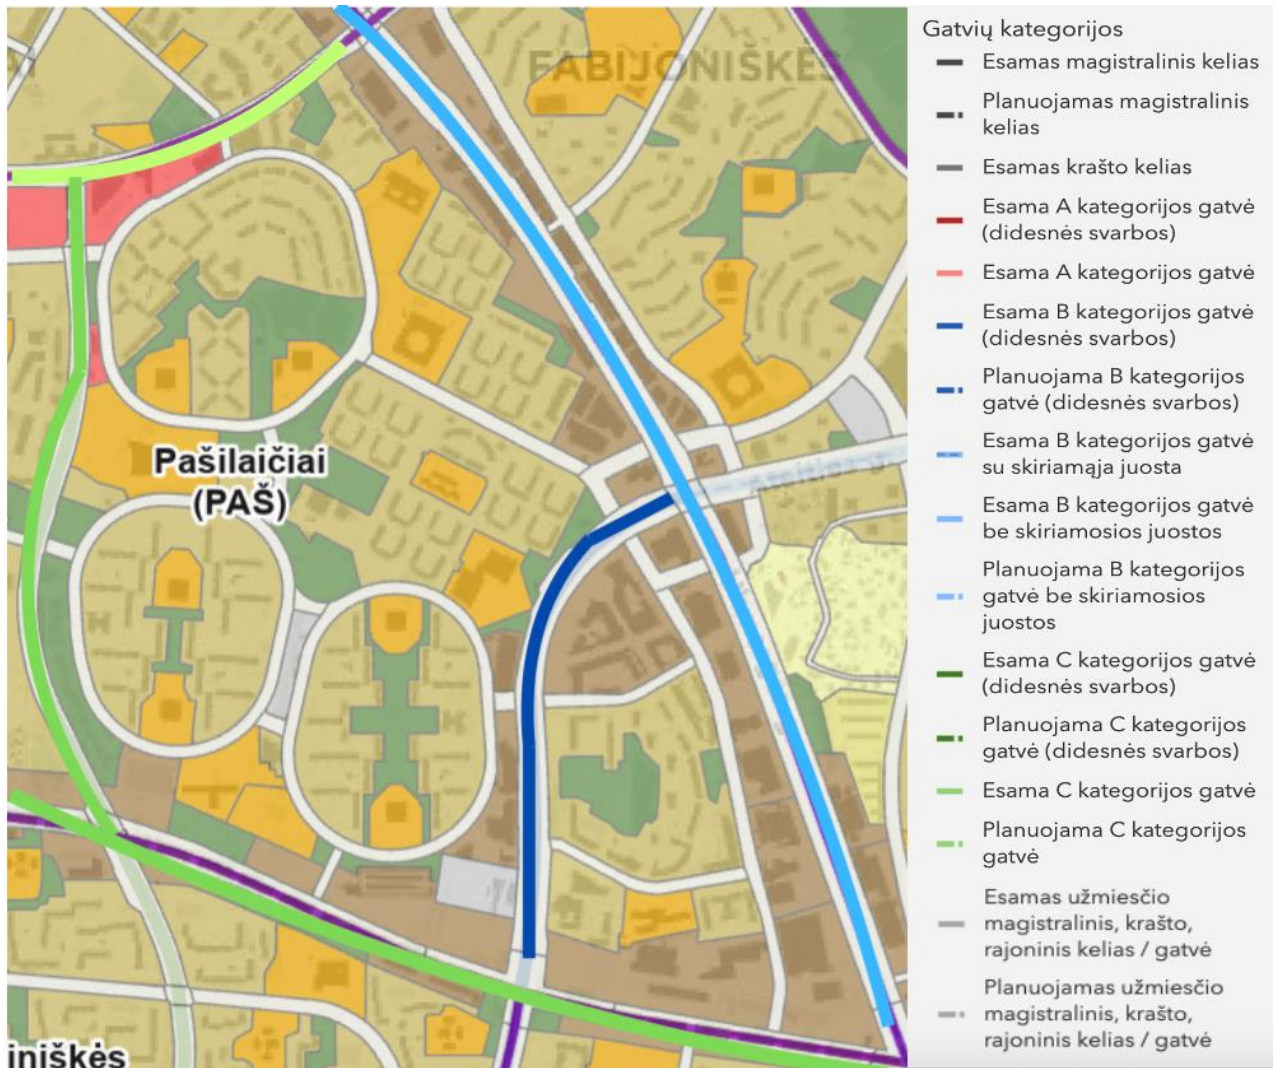 FABIJONIŠKĖS
Pašilaičiai
(PAŠ)
iniškės
Gatvių kategorijos
Esamas magistralinis kelias
Planuojamas magistralinis
kelias
Esamas krašto kelias
Esama A kategorijos gatvė
(didesnės svarbos)
Esama A kategorijos gatvė
Esama B kategorijos gatvė
(didesnės svarbos)
Planuojama B kategorijos
gatvė (didesnės svarbos)
Esama B kategorijos gatvė
su skiriamąja juosta
Esama B kategorijos gatvė
be skiriamosios juostos
Planuojama B kategorijos
gatvė be skiriamosios
juostos
Esama C kategorijos gatvė
(didesnės svarbos)
Planuojama C kategorijos
gatvė (didesnės svarbos)
Esama C kategorijos gatvė
Planuojama C kategorijos
gatvė
Esamas užmiesčio
magistralinis, krašto,
rajoninis kelias / gatvė
Planuojamas užmiesčio
magistralinis, krašto,
rajoninis kelias / gatvė